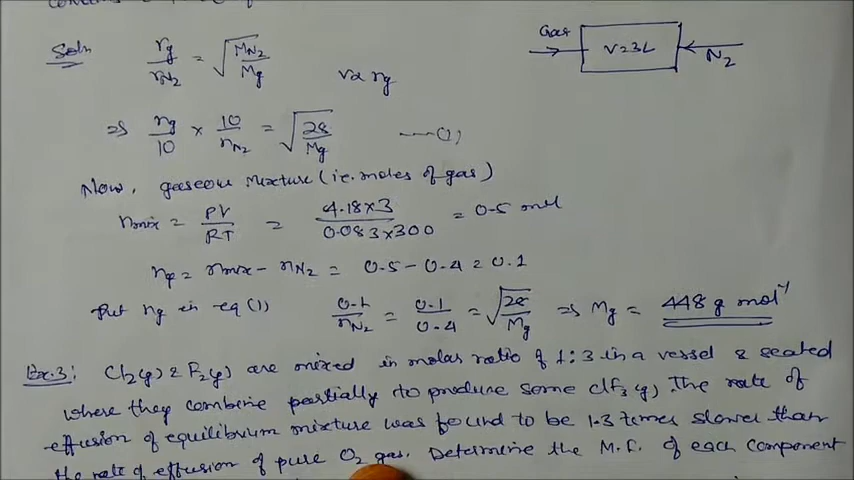 Soln rg/rN2 = √(MN2/Mg) r∝ng
Gas V=3L N2
⇒ ng/10 × 10/nN2 = √(28/Mg) ——(1)
Now, gaseous mixture (i.e. moles of gas)
nmix = PV/RT = 4.18×3/0.083×300 = 0.5 mol
ng = nmix - nN2 = 0.5-0.4 = 0.1
Put ng in eq (1) 0.1/nN2 = 0.1/0.4 = √(28/Mg) ⇒ Mg = 448 g mol⁻¹
Ex.3: Cl2(g) & F2(g) are mixed in molar ratio of 1:3 in a vessel & sealed
where they combine partially to produce some ClF3(g). The rate of
effusion of equilibrium mixture was found to be 1.3 times slower than
the rate of effusion of pure O2 gas. Determine the M.F. of each component